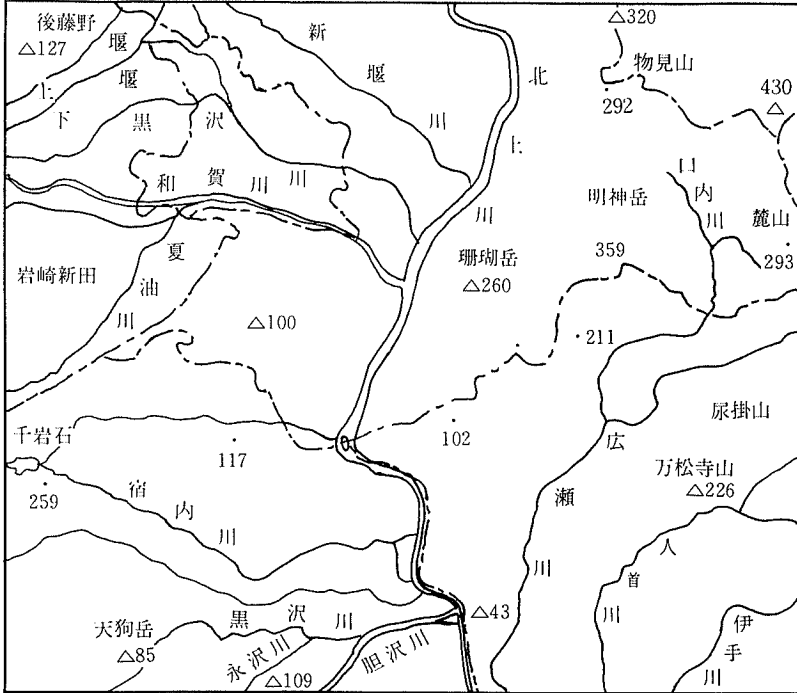 後藤野
△127
上堰
下堰
黒沢川
新堰川
北上川
△320
物見山
292
430
△
和賀川
口内川
明神岳
麓山
293
岩崎新田
夏油川
珊瑚岳
△260
359
△100
211
千岩石
259
117
102
広瀬川
尿掛山
万松寺山
△226
宿内川
人首川
伊手川
黒沢川
天狗岳
△85
永沢川
△109
胆沢川
△43